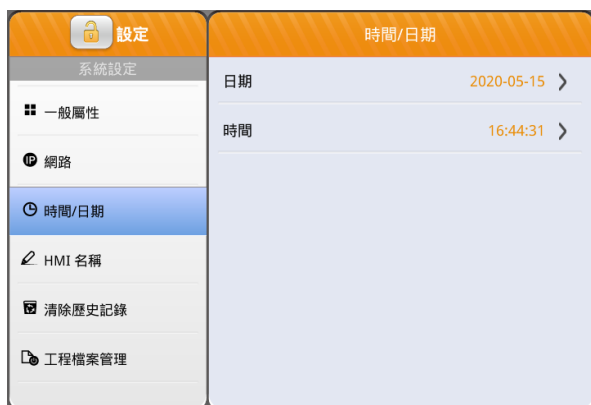 設定
系統設定
一般屬性
IP 網路
時間/日期
HMI 名稱
清除歷史記錄
工程檔案管理
時間/日期
日期 2020-05-15
時間 16:44:31